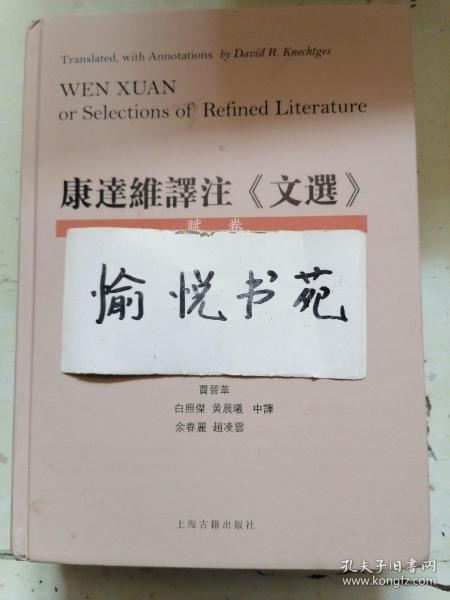 Translated, with Annotations by David R. Knechtges
WEN XUAN
or Selections of Refined Literature
康達維譯注《文選》
賦 卷
愉悦书苑
賈晉華
白照傑 黃晨曦 中譯
余春麗 趙凌雲
上海古籍出版社
孔夫子旧书网
www.kongfz.com